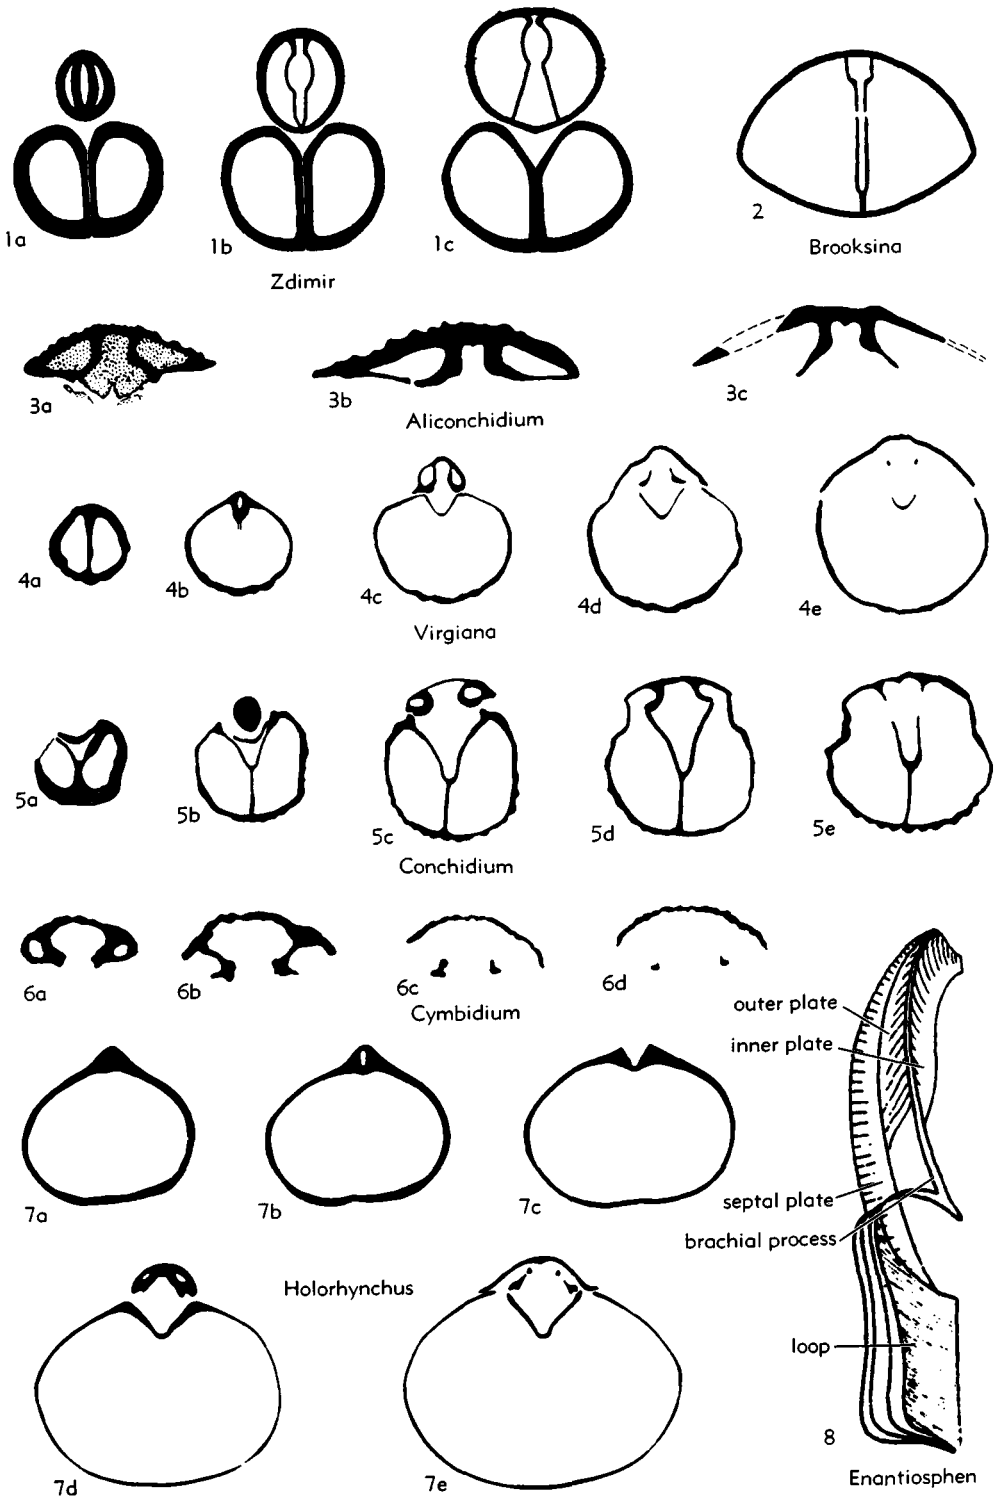 1a
1b
1c
2
Zdimir
Brooksina
3a
3b
3c
Aliconchidium
4a
4b
4c
4d
4e
Virgiana
5a
5b
5c
5d
5e
Conchidium
6a
6b
6c
6d
Cymbidium
outer plate
inner plate
septal plate
brachial process
loop
8
Enantiosphen
7a
7b
7c
Holorhynchus
7d
7e